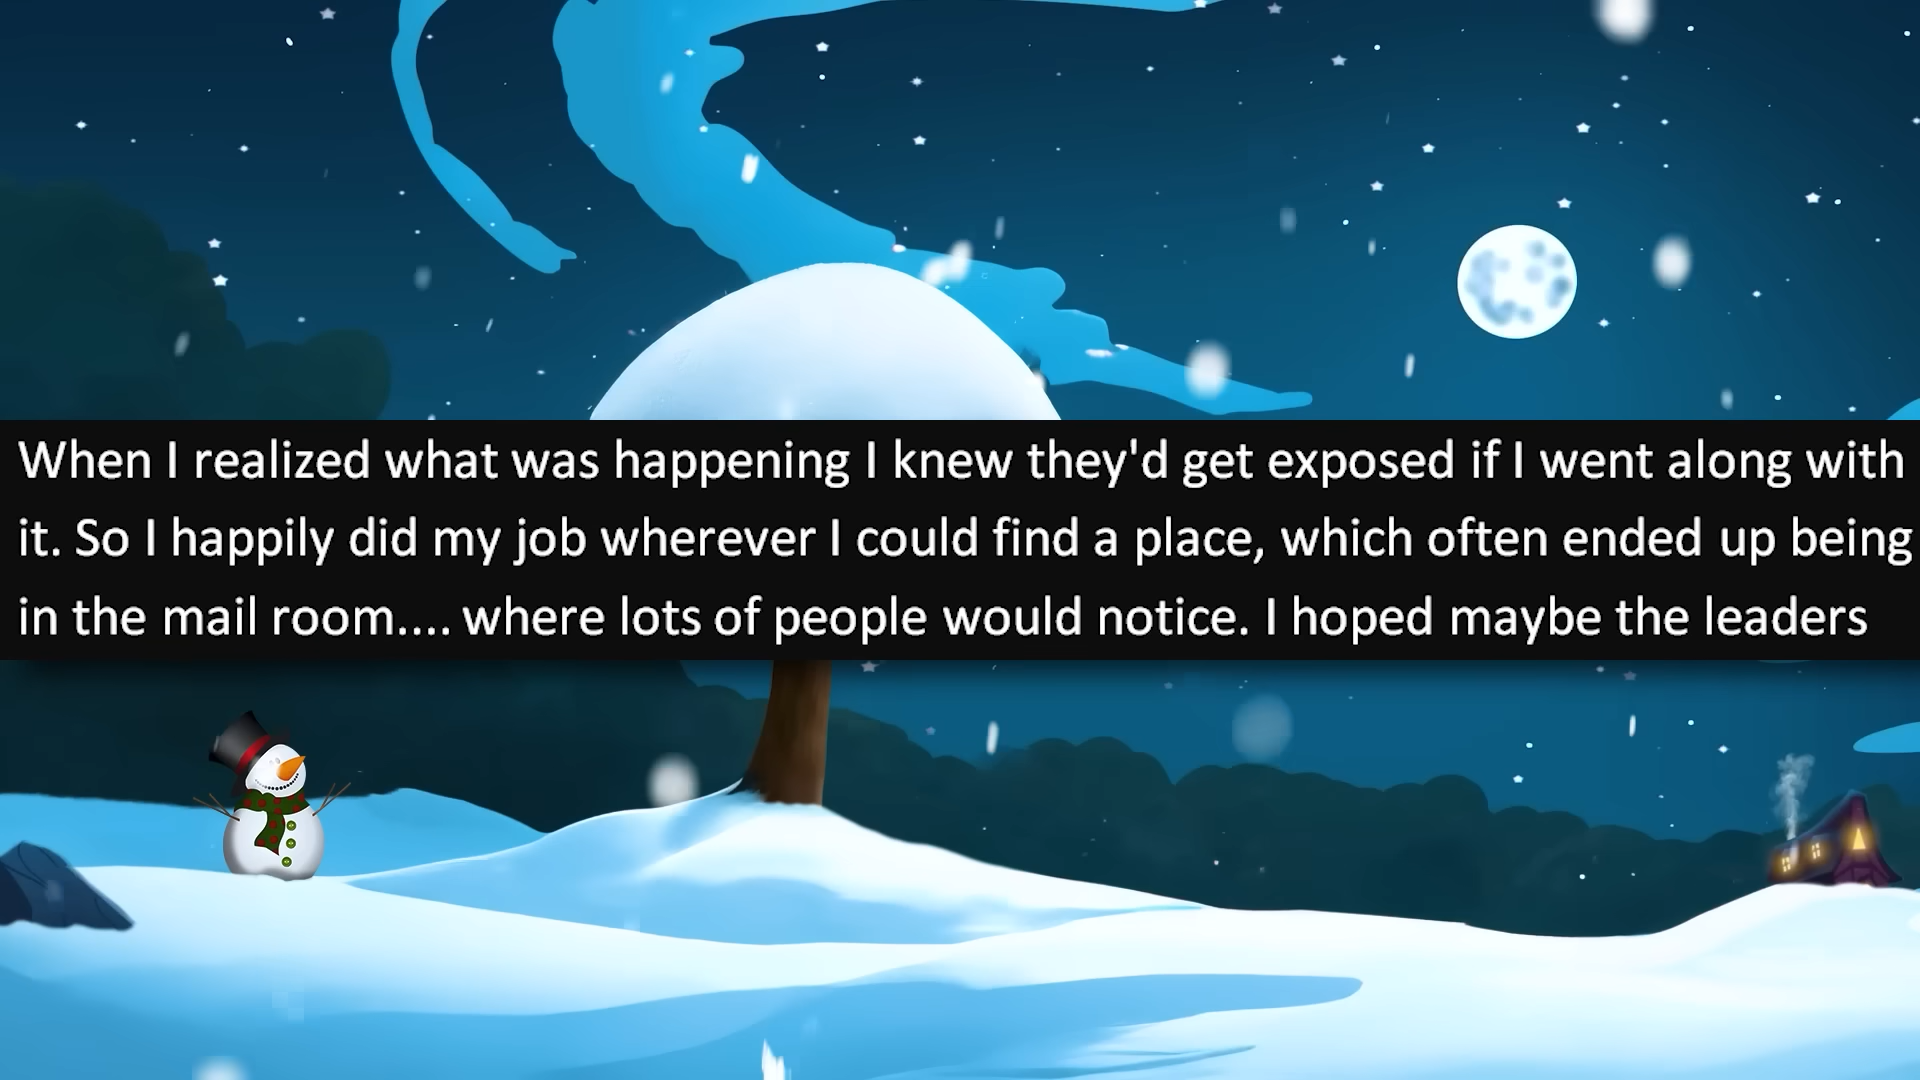 When I realized what was happening I knew they'd get exposed if I went along with
it. So I happily did my job wherever I could find a place, which often ended up being
in the mail room.... where lots of people would notice. I hoped maybe the leaders